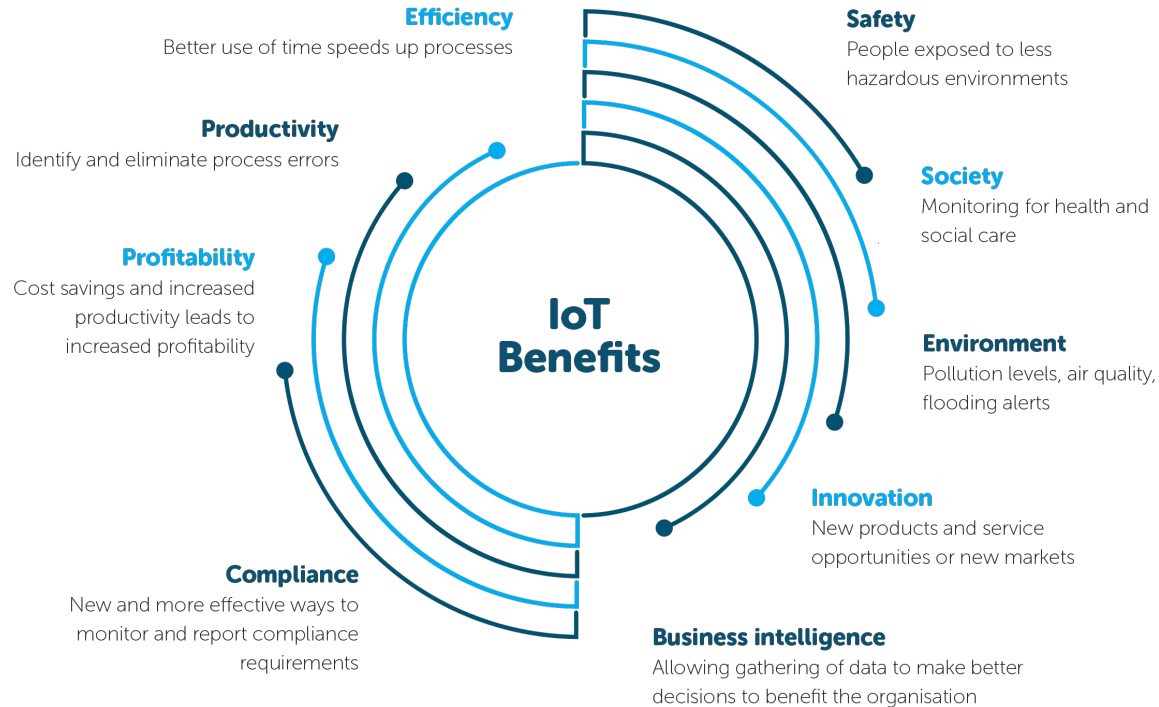 Efficiency
Better use of time speeds up processes
Productivity
Identify and eliminate process errors
Profitability
Cost savings and increased
productivity leads to
increased profitability
Compliance
New and more effective ways to
monitor and report compliance
requirements
IoT
Benefits
Safety
People exposed to less
hazardous environments
Society
Monitoring for health and
social care
Environment
Pollution levels, air quality,
flooding alerts
Innovation
New products and service
opportunities or new markets
Business intelligence
Allowing gathering of data to make better
decisions to benefit the organisation